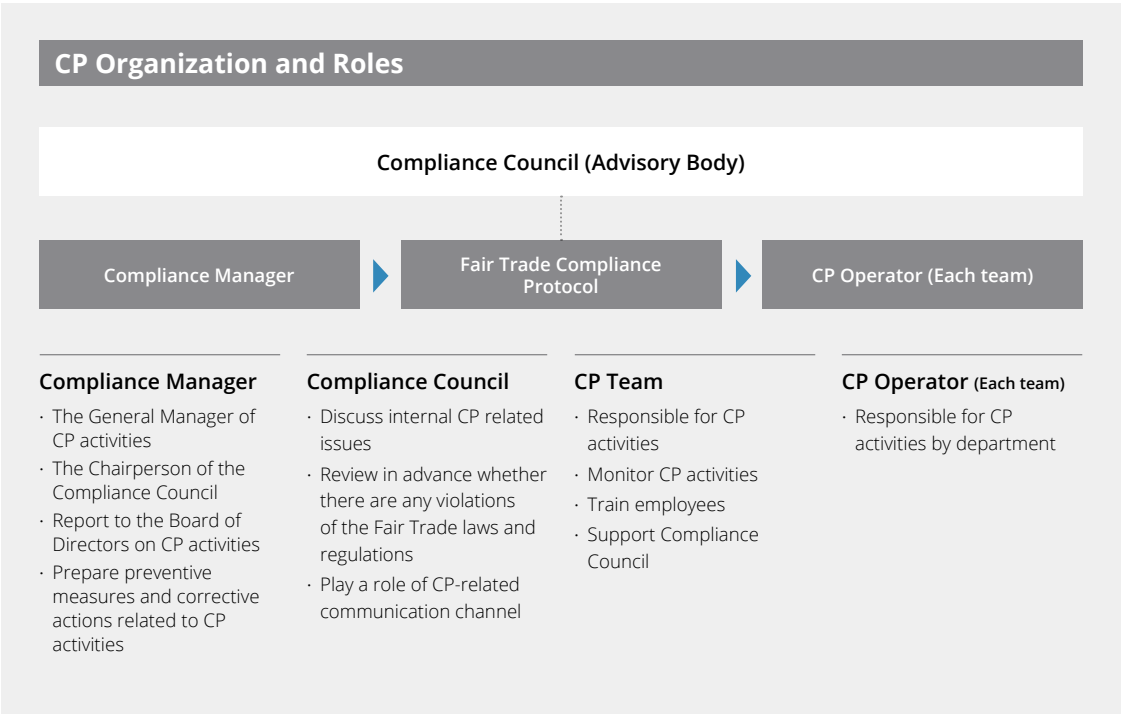 CP Organization and Roles
Compliance Council (Advisory Body)
Compliance Manager
Fair Trade Compliance
Protocol
CP Operator (Each team)
Compliance Manager
· The General Manager of
CP activities
· The Chairperson of the
Compliance Council
· Report to the Board of
Directors on CP activities
· Prepare preventive
measures and corrective
actions related to CP
activities
Compliance Council
· Discuss internal CP related
issues
· Review in advance whether
there are any violations
of the Fair Trade laws and
regulations
· Play a role of CP-related
communication channel
CP Team
· Responsible for CP
activities
· Monitor CP activities
· Train employees
· Support Compliance
Council
CP Operator (Each team)
· Responsible for CP
activities by department